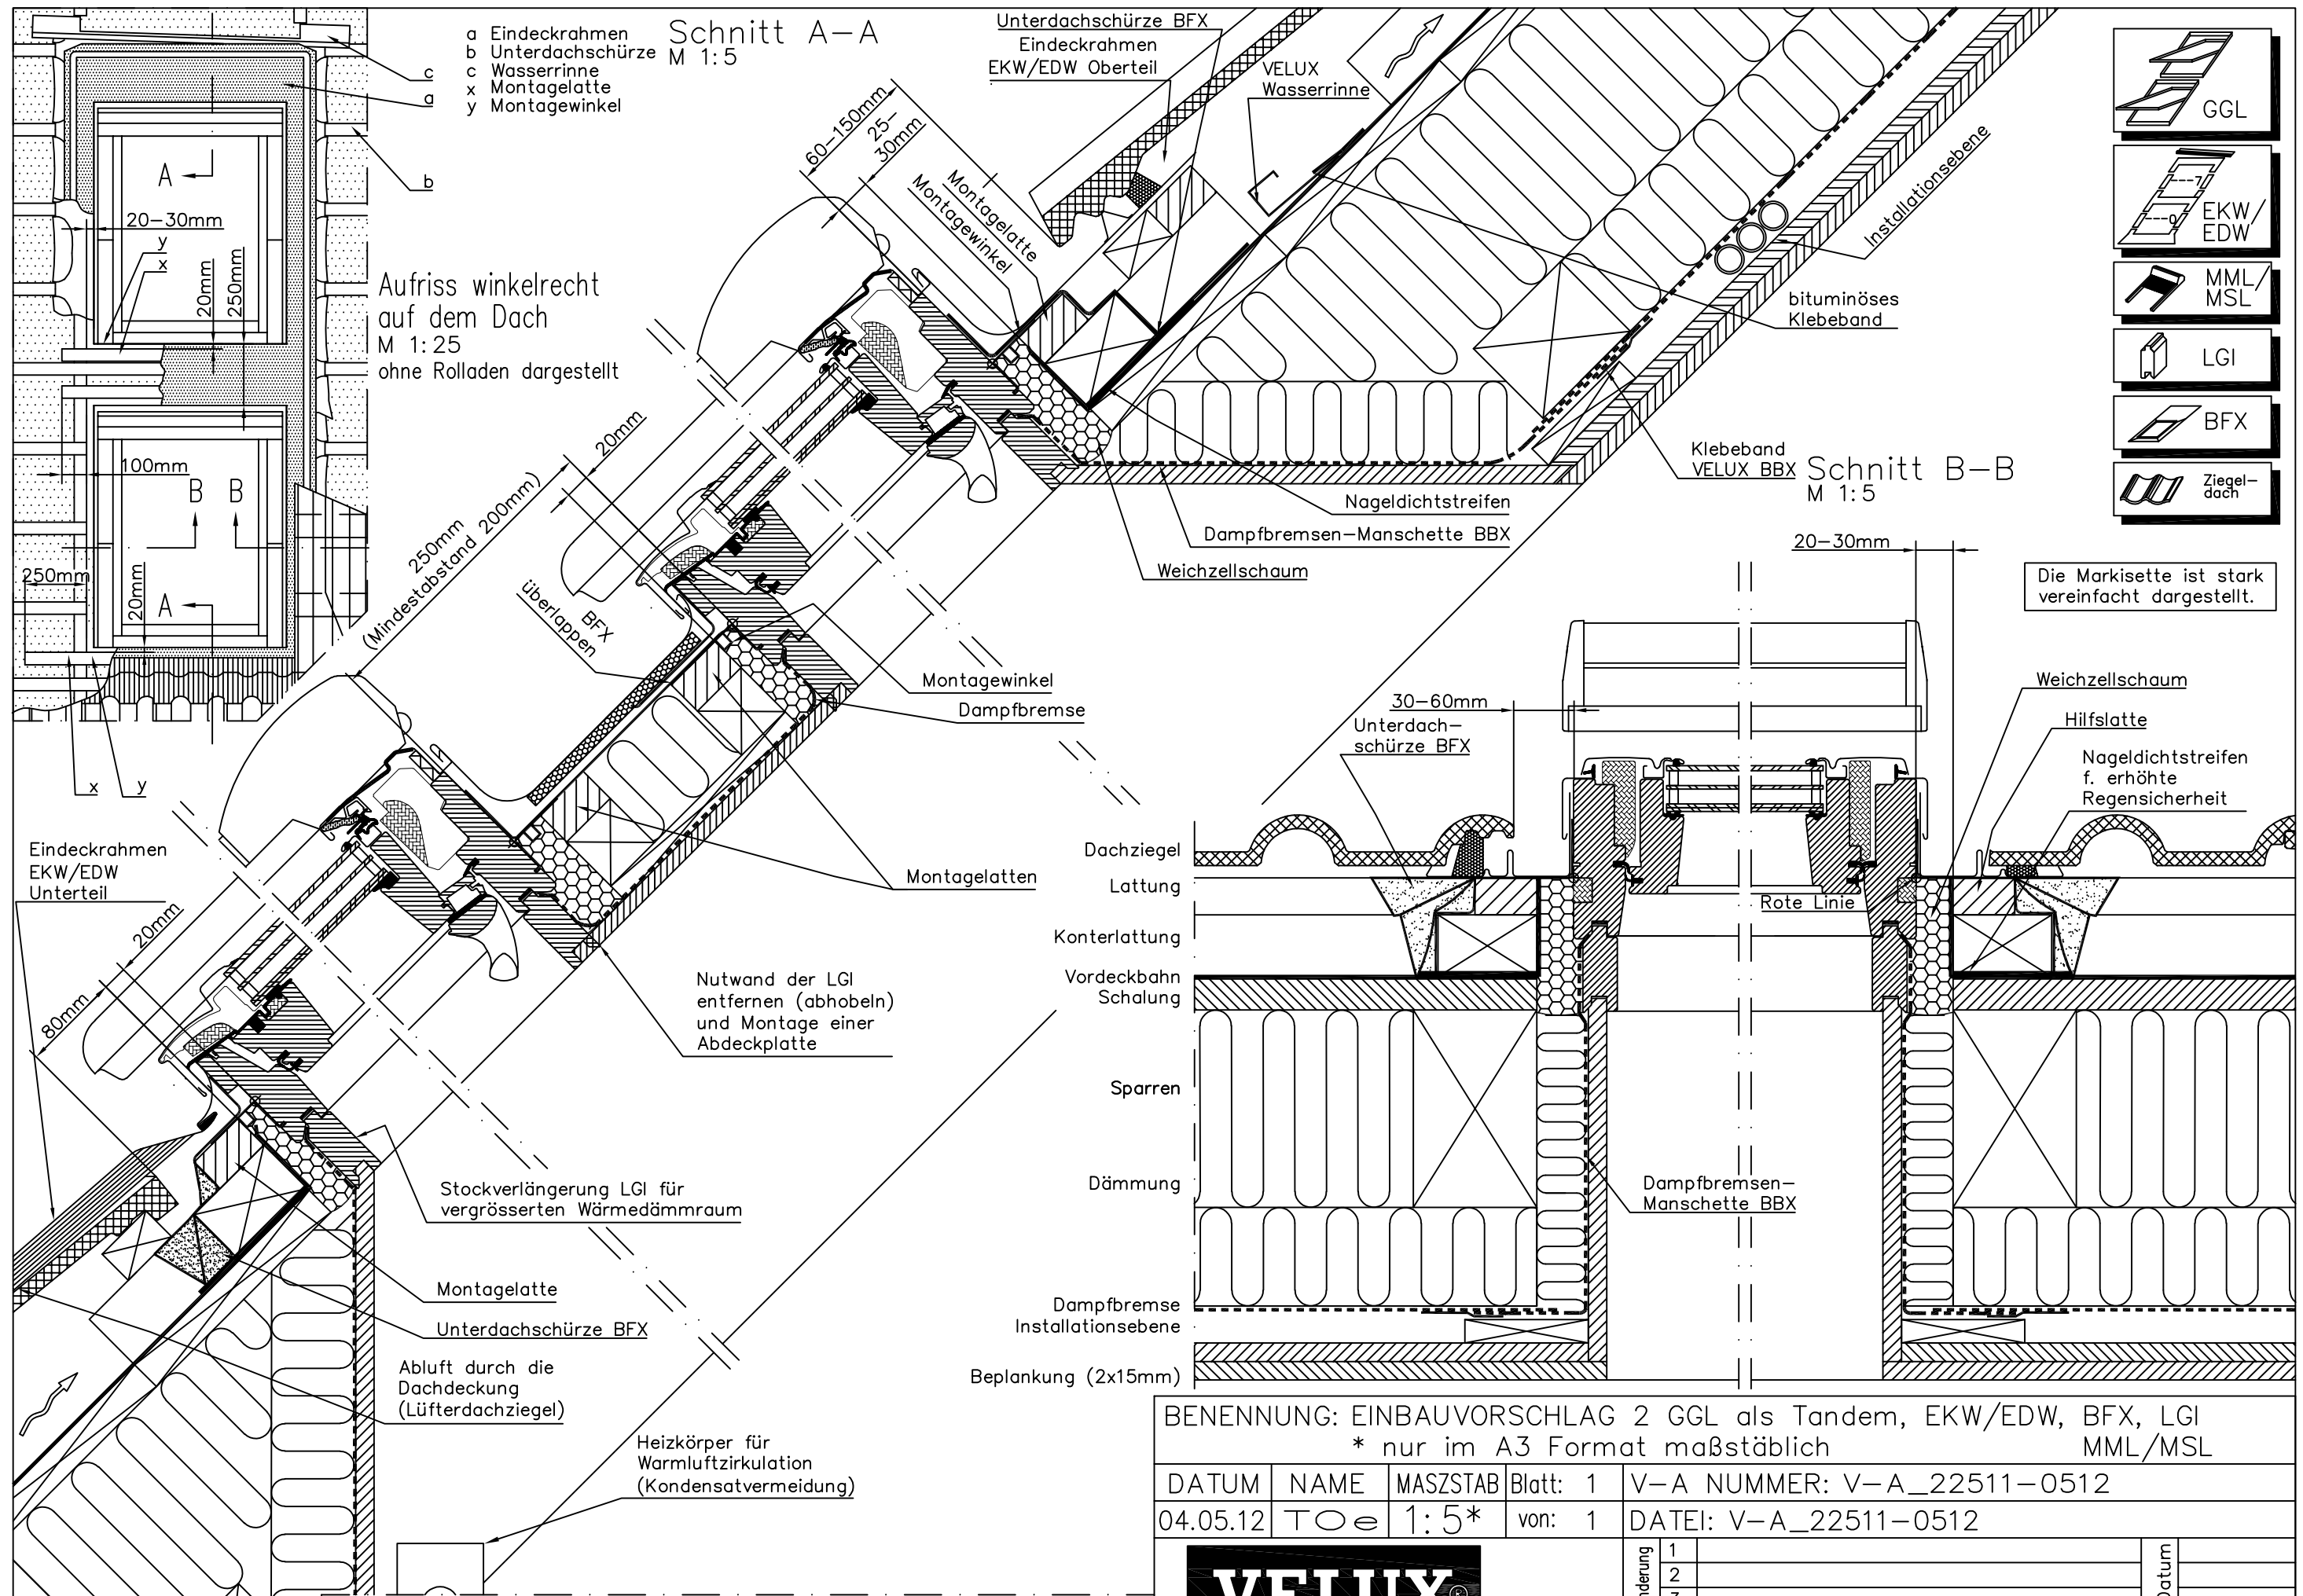 a Eindeckrahmen
b Unterdachschürze
c Wasserrinne
x Montagelatte
y Montagewinkel
Schnitt A-A
M 1:5
c
a
b
A
20-30mm
y
x
20mm
250mm
100mm
B B
250mm
20mm
A
x
y
Aufriss winkelrecht
auf dem Dach
M 1:25
ohne Rolladen dargestellt
Unterdachschürze BFX
Eindeckrahmen
EKW/EDW Oberteil
VELUX
Wasserrinne
60-150mm
25-
30mm
Montagelatte
Montagewinkel
Installationsebene
bituminöses
Klebeband
Klebeband
VELUX BBX
Nageldichtstreifen
Dampfbremsen-Manschette BBX
Weichzellschaum
20mm
250mm
(Mindestabstand 200mm)
BFX
überlappen
Montagewinkel
Dampfbremse
Montagelatten
Eindeckrahmen
EKW/EDW
Unterteil
20mm
80mm
Nutwand der LGI
entfernen (abhobeln)
und Montage einer
Abdeckplatte
Stockverlängerung LGI für
vergrösserten Wärmedämmraum
Montagelatte
Unterdachschürze BFX
Abluft durch die
Dachdeckung
(Lüfterdachziegel)
Heizkörper für
Warmluftzirkulation
(Kondensatvermeidung)
GGL
EKW/
EDW
MML/
MSL
LGI
BFX
Ziegel-
dach
Schnitt B-B
M 1:5
20-30mm
Die Markisette ist stark
vereinfacht dargestellt.
30-60mm
Unterdach-
schürze BFX
Weichzellschaum
Hilfslatte
Nageldichtstreifen
f. erhöhte
Regensicherheit
Dachziegel
Lattung
Rote Linie
Konterlattung
Vordeckbahn
Schalung
Sparren
Dämmung
Dampfbremsen-
Manschette BBX
Dampfbremse
Installationsebene
Beplankung (2x15mm)
BENENNUNG: EINBAUVORSCHLAG 2 GGL als Tandem, EKW/EDW, BFX, LGI
* nur im A3 Format maßstäblich MML/MSL
DATUM NAME MASZSTAB Blatt: 1 V-A NUMMER: V-A_22511-0512
04.05.12 TOe 1:5* von: 1 DATEI: V-A_22511-0512
VELUX®
1
2
Datum